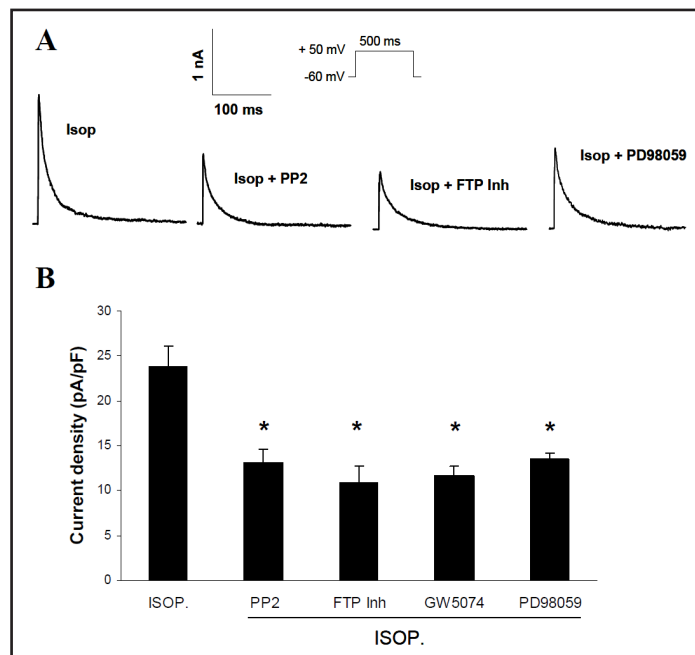 A
1 nA
100 ms
500 ms
+ 50 mV
-60 mV
Isop
Isop + PP2
Isop + FTP Inh
Isop + PD98059
B
Current density (pA/pF)
30
25
20
15
10
5
0
* * * *
ISOP. PP2 FTP Inh GW5074 PD98059
ISOP.